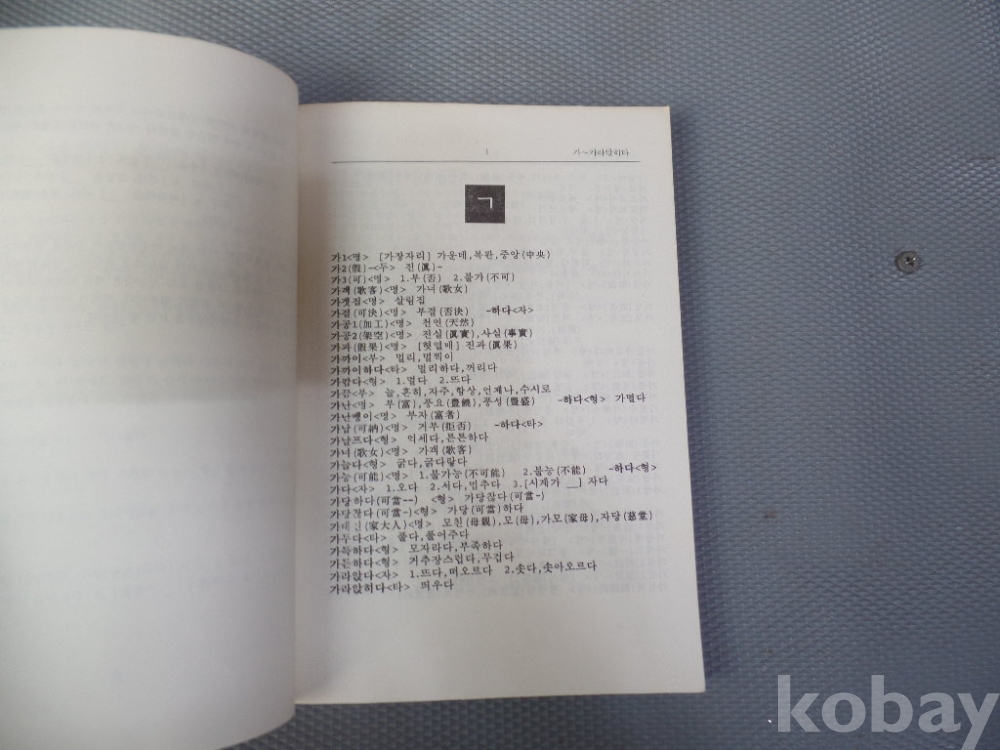 1 가~가라앉히다
ㄱ
가1<명> [가장자리] 가운데,복판,중앙(中央)
가2(假)-<두> 진(眞)-
가3(可)<명> 1.부(否) 2.불가(不可)
가객(歌客)<명> 가녀(歌女)
가겟집<명> 살림집
가결(可決)<명> 부결(否決) -하다<자>
가공1(加工)<명> 천연(天然)
가공2(架空)<명> 진실(眞實),사실(事實)
가과(假果)<명> [헛열매] 진과(眞果)
가까이<부> 멀리,멀찍이
가까이하다<타> 멀리하다,꺼리다
가깝다<형> 1.멀다 2.뜨다
가끔<부> 늘,흔히,자주,항상,언제나,수시로
가난<명> 부(富),풍요(豊饒),풍성(豊盛) -하다<형> 가멸다
가난뱅이<명> 부자(富者)
가납(可納)<명> 거부(拒否) -하다<타>
가냘프다<형> 억세다,튼튼하다
가녀(歌女)<명> 가객(歌客)
가늘다<형> 굵다,굵다랗다
가능(可能)<명> 1.불가능(不可能) 2.불능(不能) -하다<형>
가다<자> 1.오다 2.서다,멈추다 3.[시계가 __] 자다
가당하다(可當--) <형> 가당찮다(可當-)
가당찮다(可當-)<형> 가당(可當)하다
가대인(家大人)<명> 모친(母親),모(母),가모(家母),자당(慈堂)
가두다<타> 풀다,풀어주다
가득하다<형> 모자라다,부족하다
가든하다<형> 거추장스럽다,무겁다
가라앉다<자> 1.뜨다,떠오르다 2.솟다,솟아오르다
가라앉히다<타> 띄우다
kobay